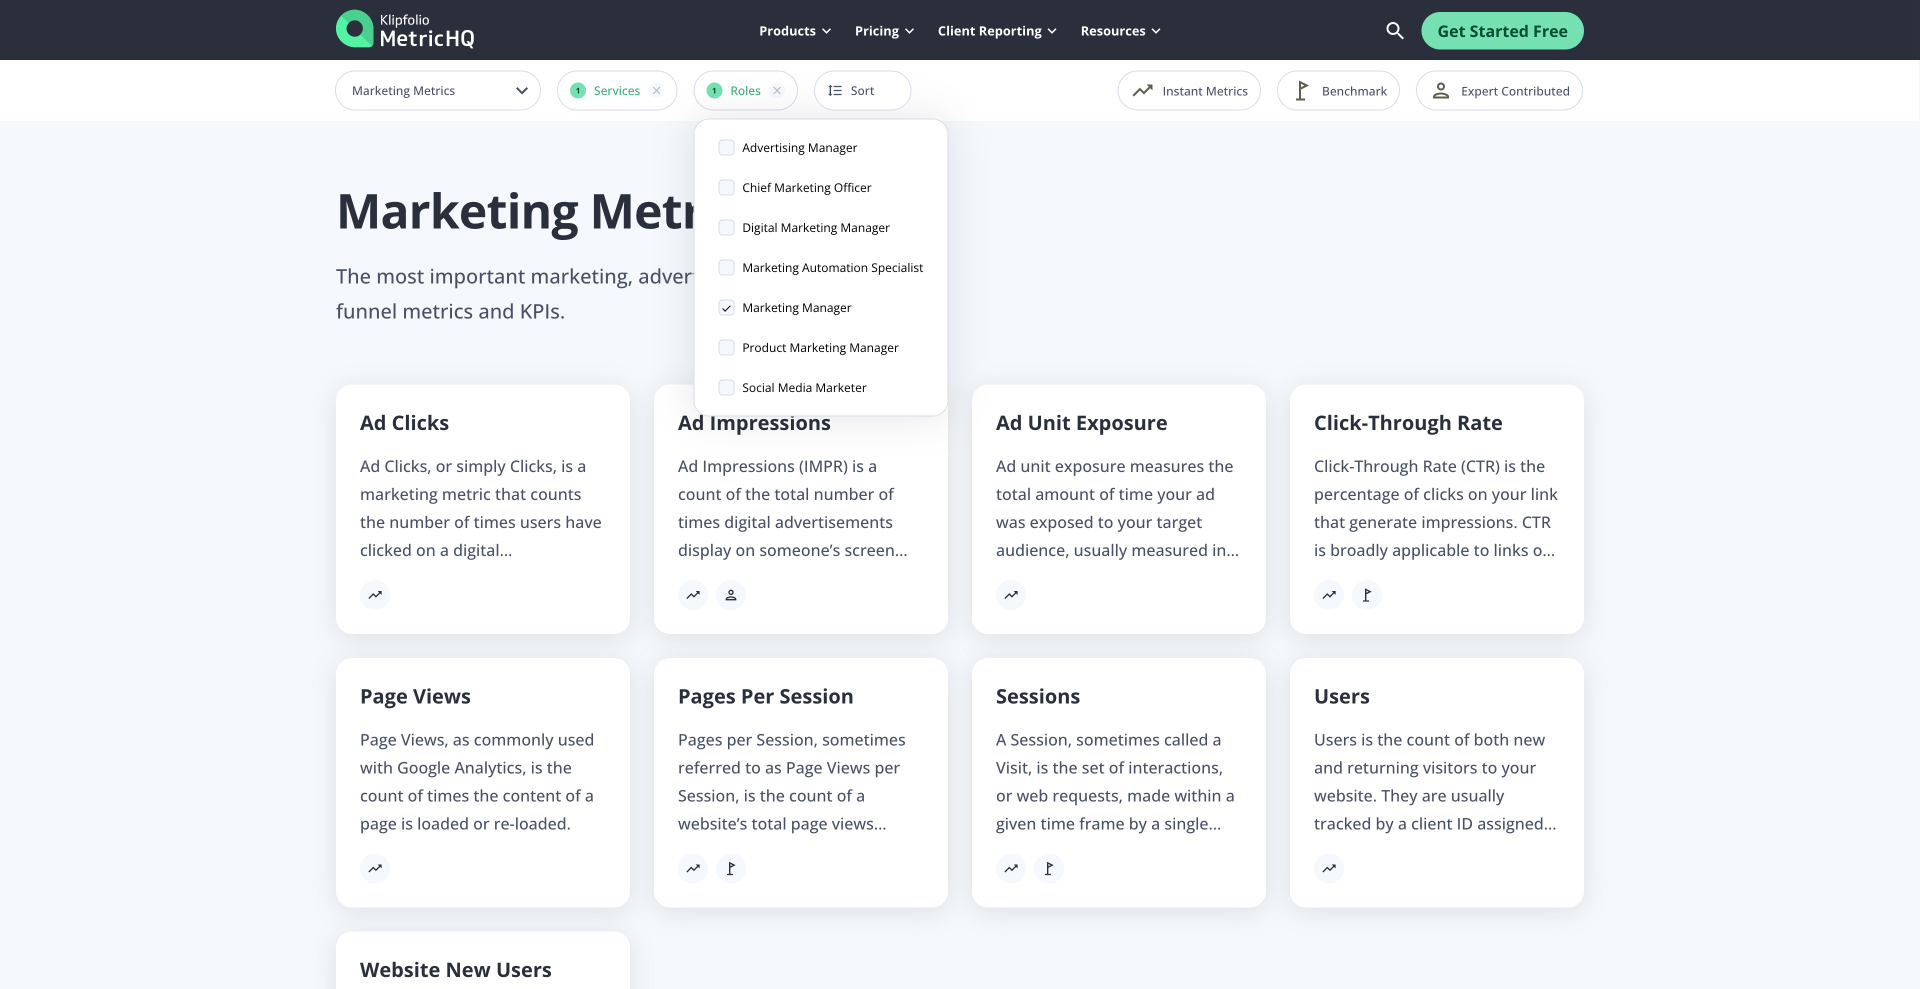 Klipfolio
MetricHQ
Products
Pricing
Client Reporting
Resources
Get Started Free
Marketing Metrics
1 Services
1 Roles
Sort
Instant Metrics
Benchmark
Expert Contributed
Advertising Manager
Chief Marketing Officer
Digital Marketing Manager
Marketing Automation Specialist
Marketing Manager
Product Marketing Manager
Social Media Marketer
Marketing Metr
The most important marketing, adver
funnel metrics and KPIs.
Ad Clicks
Ad Clicks, or simply Clicks, is a
marketing metric that counts
the number of times users have
clicked on a digital...
Ad Impressions
Ad Impressions (IMPR) is a
count of the total number of
times digital advertisements
display on someone’s screen...
Ad Unit Exposure
Ad unit exposure measures the
total amount of time your ad
was exposed to your target
audience, usually measured in...
Click-Through Rate
Click-Through Rate (CTR) is the
percentage of clicks on your link
that generate impressions. CTR
is broadly applicable to links o...
Page Views
Page Views, as commonly used
with Google Analytics, is the
count of times the content of a
page is loaded or re-loaded.
Pages Per Session
Pages per Session, sometimes
referred to as Page Views per
Session, is the count of a
website’s total page views...
Sessions
A Session, sometimes called a
Visit, is the set of interactions,
or web requests, made within a
given time frame by a single...
Users
Users is the count of both new
and returning visitors to your
website. They are usually
tracked by a client ID assigned...
Website New Users